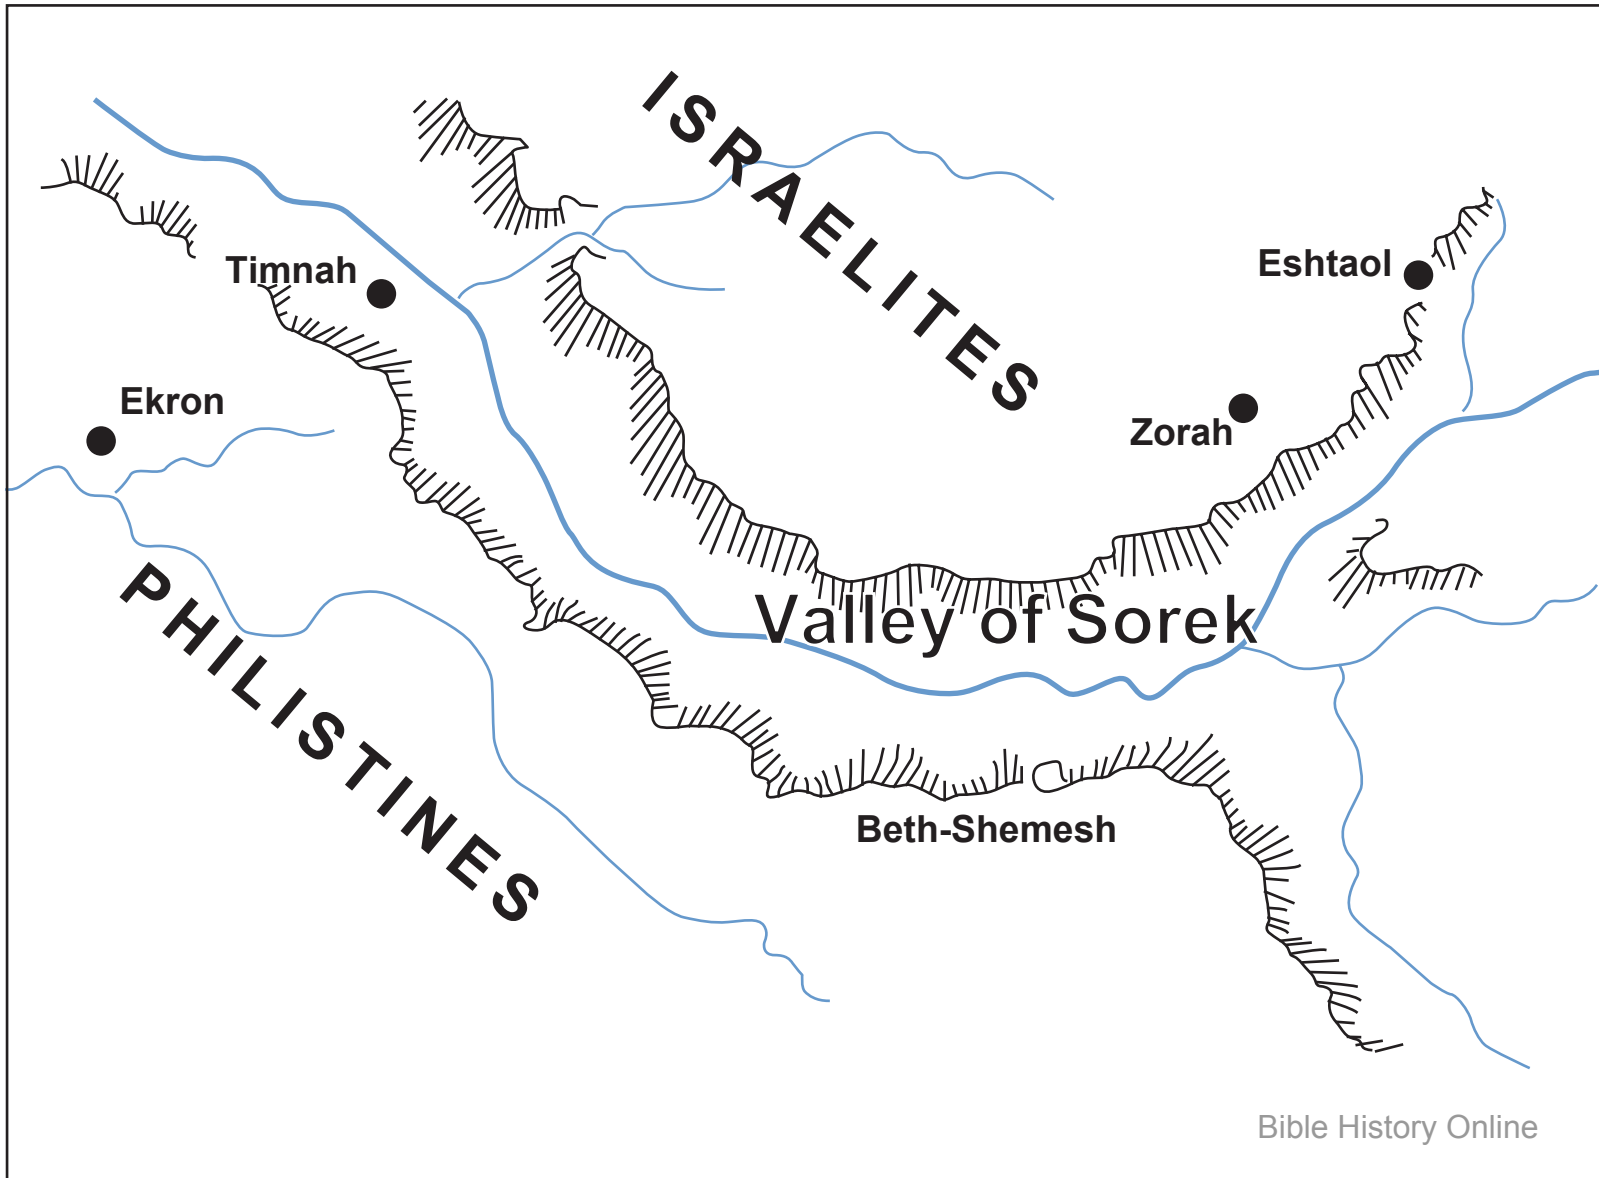 ISRAELITES
Eshtaol
Timnah
Ekron
Zorah
Valley of Sorek
PHILISTINES
Beth-Shemesh
Bible History Online